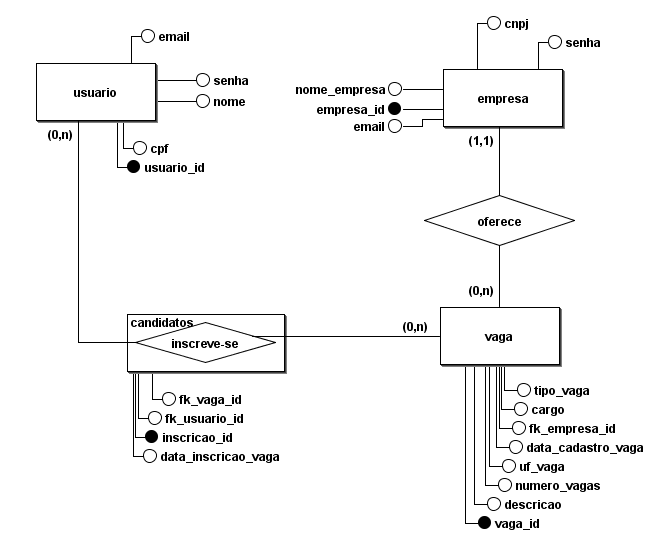 email
cnpj
senha
usuario
senha
nome
nome_empresa
empresa_id
email
empresa
(0,n)
cpf
usuario_id
(1,1)
oferece
(0,n)
candidatos
inscreve-se
(0,n)
vaga
fk_vaga_id
fk_usuario_id
inscricao_id
data_inscricao_vaga
tipo_vaga
cargo
fk_empresa_id
data_cadastro_vaga
uf_vaga
numero_vagas
descricao
vaga_id